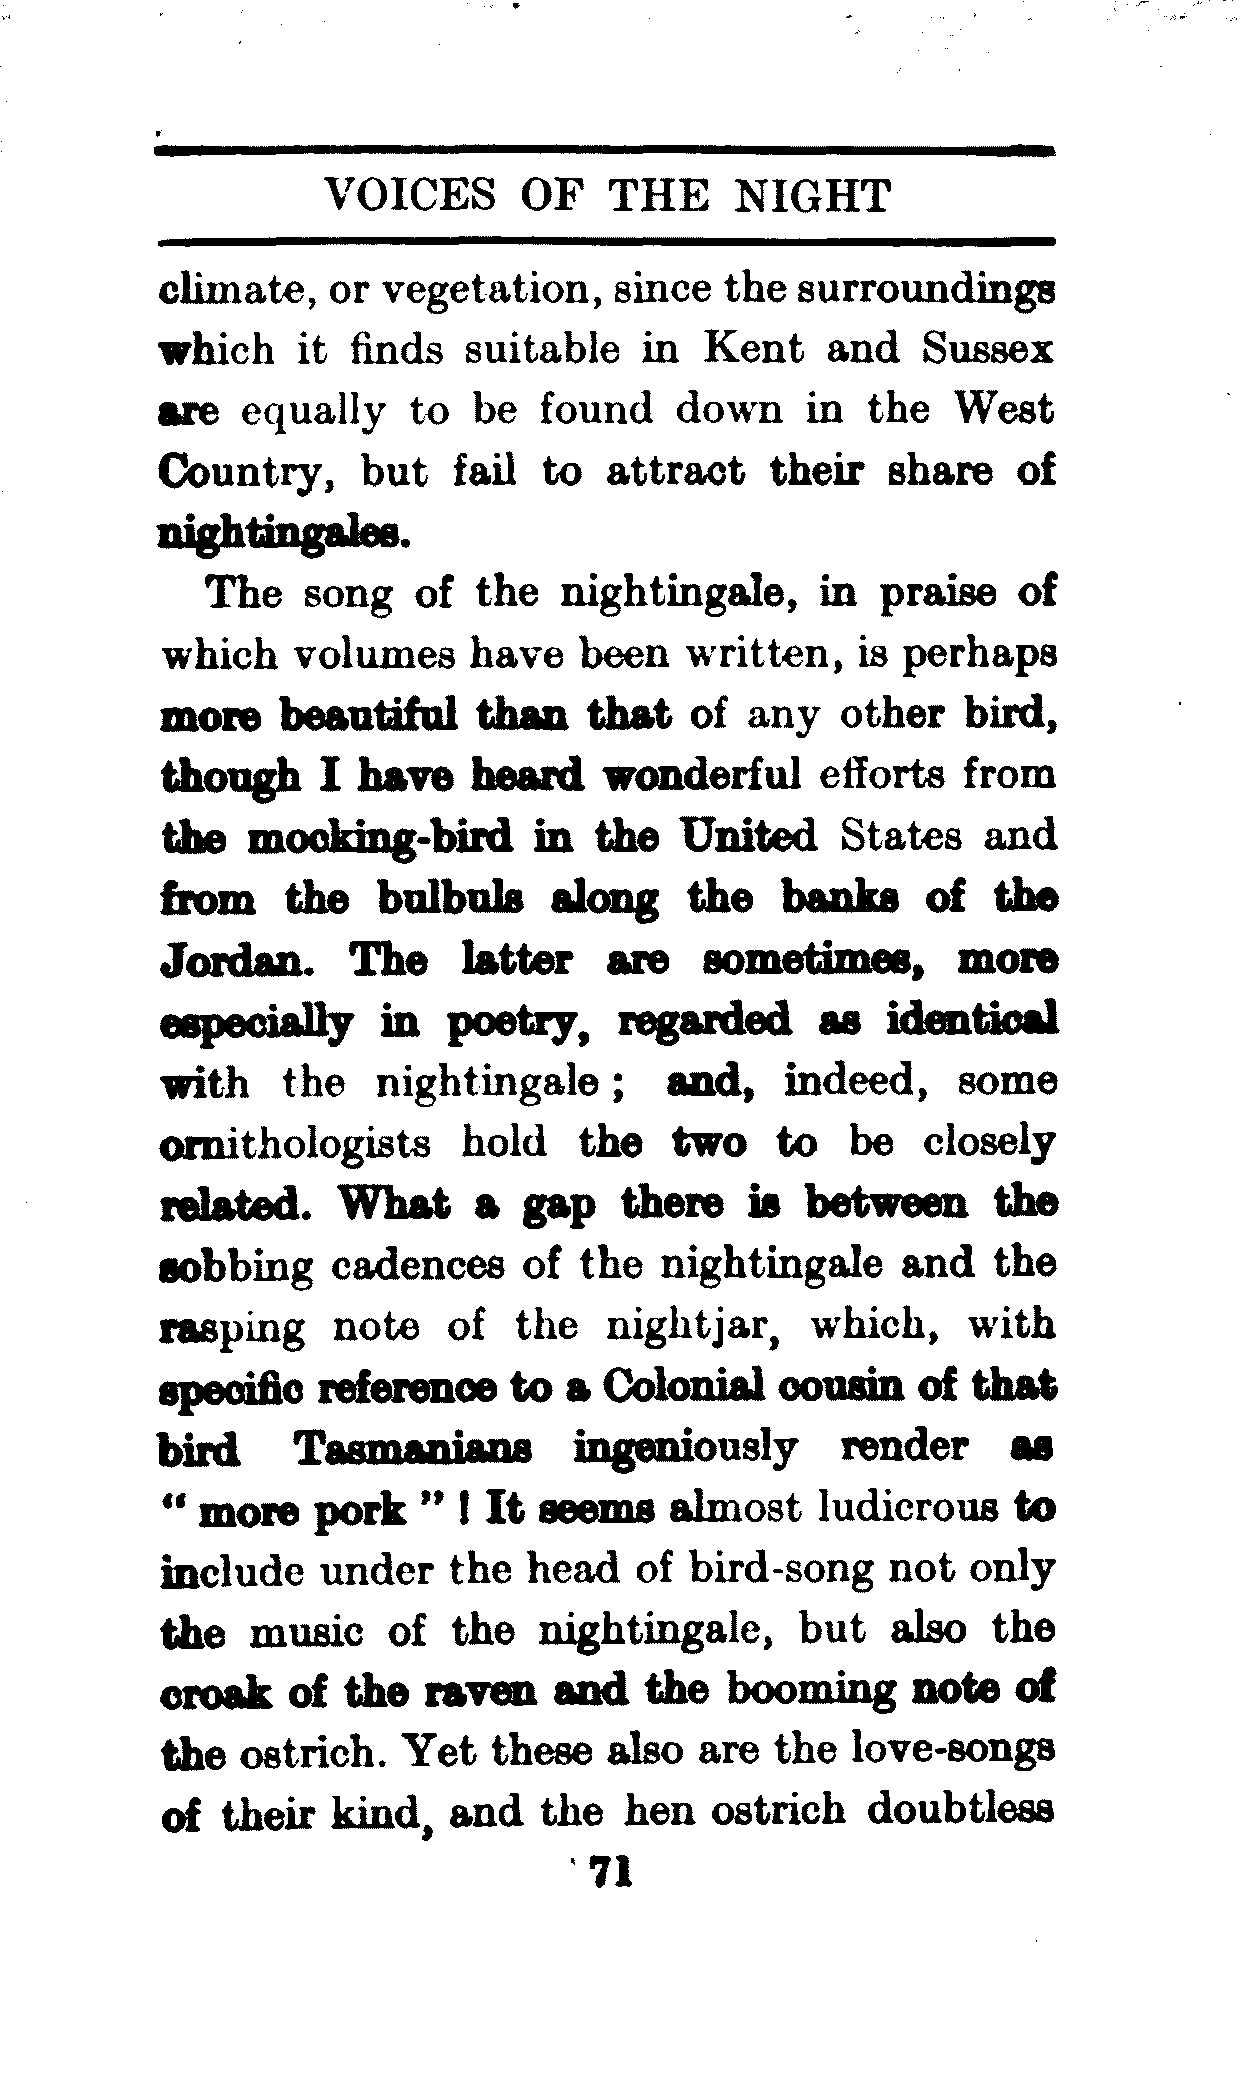 VOICES OF THE NIGHT
climate, or vegetation, since the surroundings
which it finds suitable in Kent and Sussex
are equally to be found down in the West
Country, but fail to attract their share of
nightingales.
The song of the nightingale, in praise of
which volumes have been written, is perhaps
more beautiful than that of any other bird,
though I have heard wonderful efforts from
the mocking-bird in the United States and
from the bulbuls along the banks of the
Jordan. The latter are sometimes, more
especially in poetry, regarded as identical
with the nightingale ; and, indeed, some
ornithologists hold the two to be closely
related. What a gap there is between the
sobbing cadences of the nightingale and the
rasping note of the nightjar, which, with
specific reference to a Colonial cousin of that
bird Tasmanians ingeniously render as
“ more pork ” ! It seems almost ludicrous to
include under the head of bird-song not only
the music of the nightingale, but also the
croak of the raven and the booming note of
the ostrich. Yet these also are the love-songs
of their kind, and the hen ostrich doubtless
71